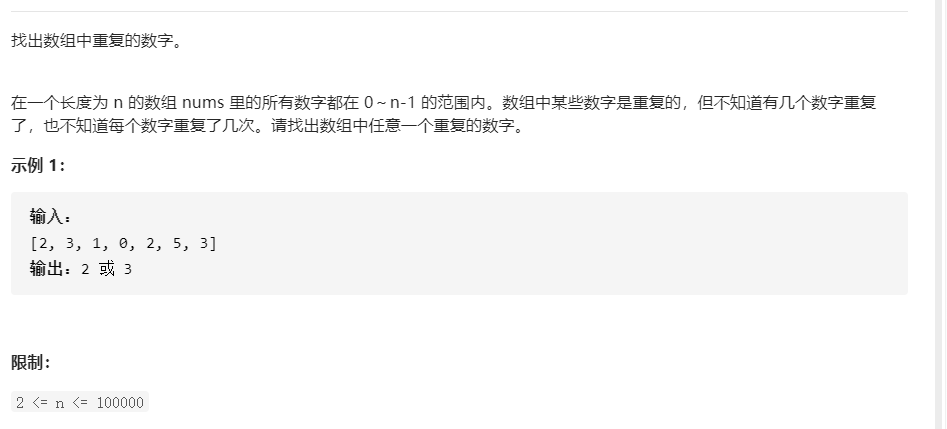 找出数组中重复的数字。
在一个长度为 n 的数组 nums 里的所有数字都在 0～n-1 的范围内。数组中某些数字是重复的，但不知道有几个数字重复
了，也不知道每个数字重复了几次。请找出数组中任意一个重复的数字。
示例 1：
输入：
[2, 3, 1, 0, 2, 5, 3]
输出：2 或 3
限制：
2 <= n <= 100000